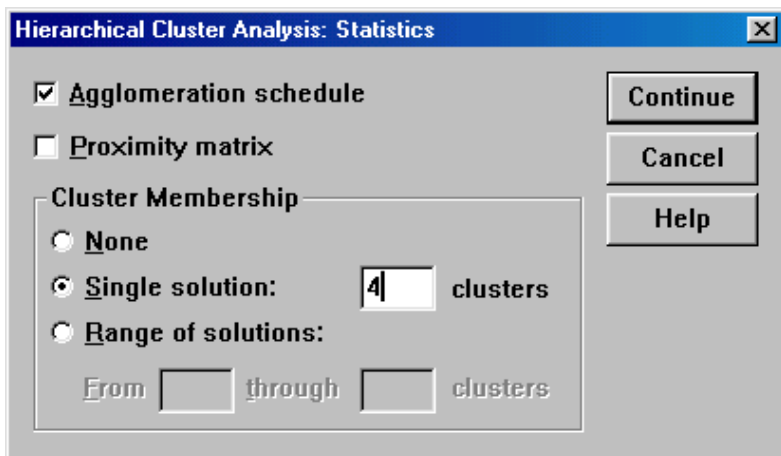 Hierarchical Cluster Analysis: Statistics
Agglomeration schedule
Continue
Proximity matrix
Cancel
Cluster Membership
Help
None
Single solution: 4 clusters
Range of solutions:
From through clusters